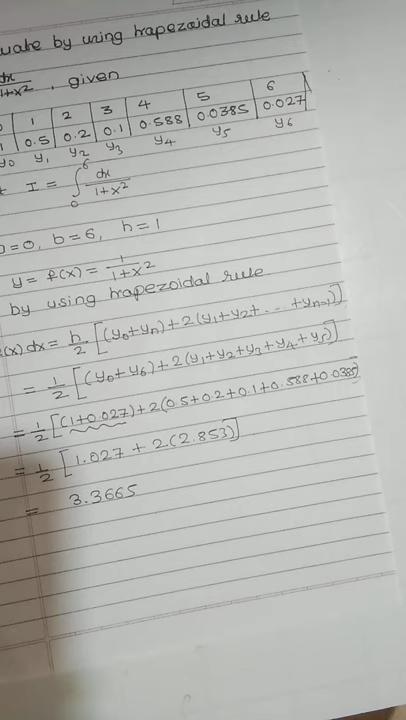 by using trapezoidal rule
dx
1+x² , given
1 2 3 4 5 6
0.5 0.2 0.1 0.588 0.0385 0.027
y₀ y₁ y₂ y₃ y₄ y₅ y₆
I = ∫₀⁶ dx/1+x²
=0, b=6, h=1
y = f(x) = 1/1+x²
by using trapezoidal rule
(x)dx = h/2 [(y₀+yₙ)+2(y₁+y₂+ .. +yₙ₋₁)]
= 1/2 [(y₀+y₆)+2(y₁+y₂+y₃+y₄+y₅)]
= 1/2 [(1+0.027)+2(0.5+0.2+0.1+0.588+0.0385)]
= 1/2 [1.027 + 2(2.853)]
= 3.3665